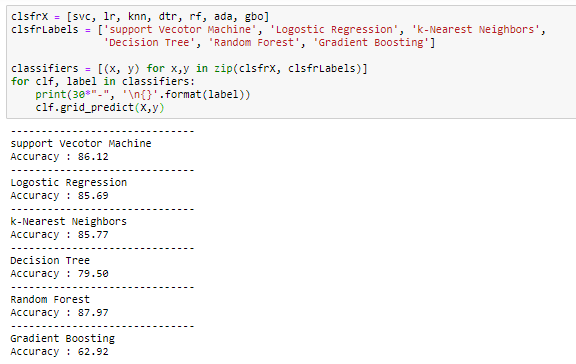 clsfrX = [svc, lr, knn, dtr, rf, ada, gbo]
clsfrLabels = ['support Vecotor Machine', 'Logostic Regression', 'k-Nearest Neighbors',
'Decision Tree', 'Random Forest', 'Gradient Boosting']
classifiers = [(x, y) for x,y in zip(clsfrX, clsfrLabels)]
for clf, label in classifiers:
print(30*"-", '\n{}'.format(label))
clf.grid_predict(X,y)
------------------------------
support Vecotor Machine
Accuracy : 86.12
------------------------------
Logostic Regression
Accuracy : 85.69
------------------------------
k-Nearest Neighbors
Accuracy : 85.77
------------------------------
Decision Tree
Accuracy : 79.50
------------------------------
Random Forest
Accuracy : 87.97
------------------------------
Gradient Boosting
Accuracy : 62.92